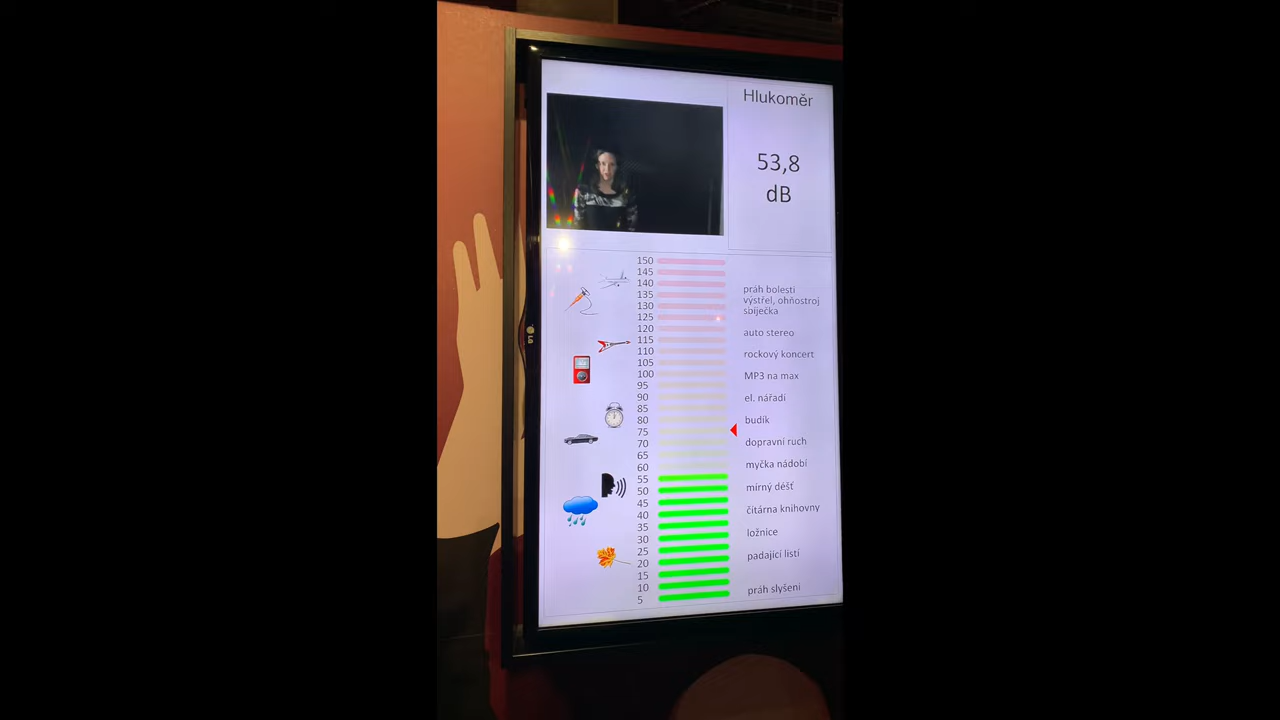 Hlukoměr
53,8
dB
150
145
140
135
130
125
120
115
110
105
100
95
90
85
80
75
70
65
60
55
50
45
40
35
30
25
20
15
10
5
práh bolesti
výstřel, ohňostroj
sbíječka
auto stereo
rockový koncert
MP3 na max
el. nářadí
budík
dopravní ruch
myčka nádobí
mírný déšť
čítárna knihovny
ložnice
padající listí
práh slyšení
LG